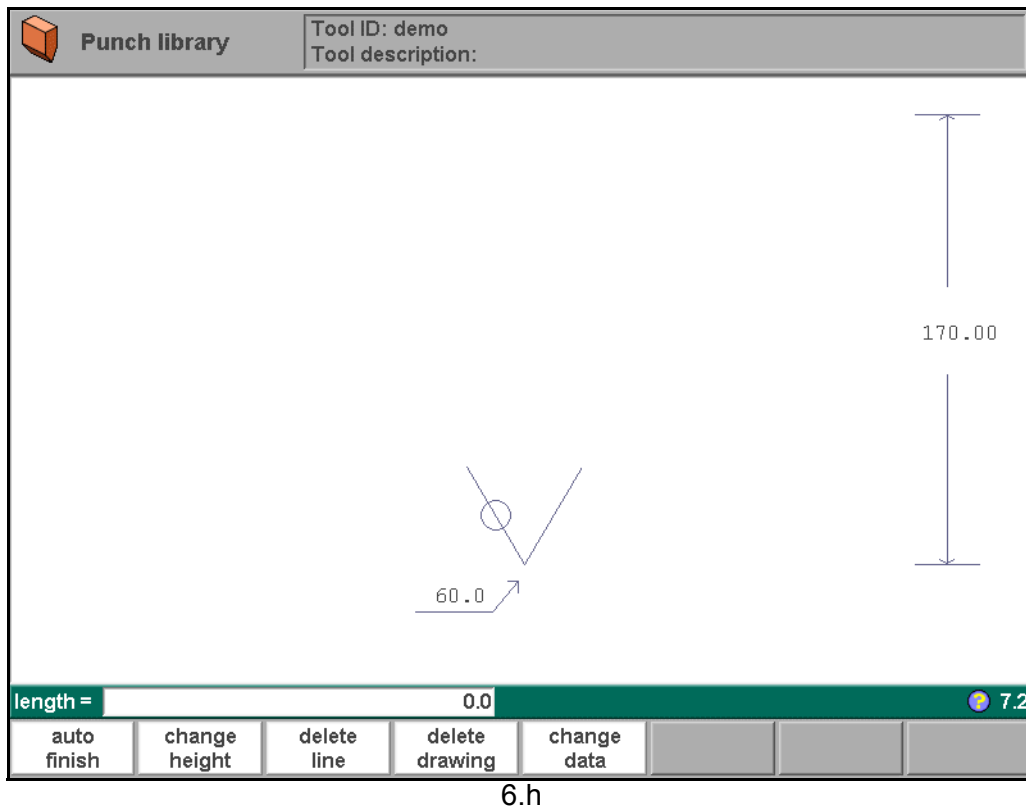 Punch library
Tool ID: demo
Tool description:
170.00
60.0
length =
0.0
7.2
auto finish
change height
delete line
delete drawing
change data
6.h